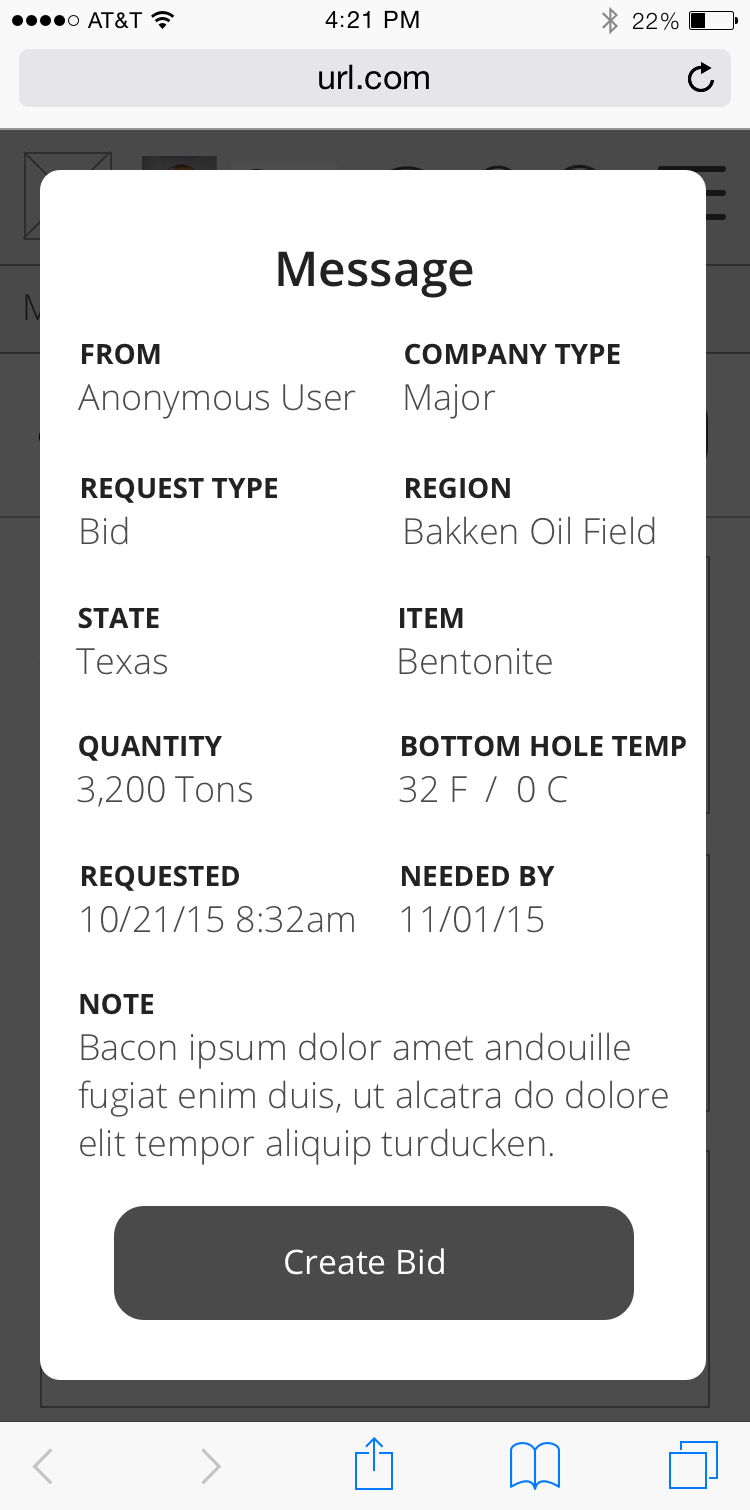 AT&T 4:21 PM 22%
url.com
M
Message
FROM COMPANY TYPE
Anonymous User Major
REQUEST TYPE REGION
Bid Bakken Oil Field
STATE ITEM
Texas Bentonite
QUANTITY BOTTOM HOLE TEMP
3,200 Tons 32 F / 0 C
REQUESTED NEEDED BY
10/21/15 8:32am 11/01/15
NOTE
Bacon ipsum dolor amet andouille
fugiat enim duis, ut alcatra do dolore
elit tempor aliquip turducken.
Create Bid